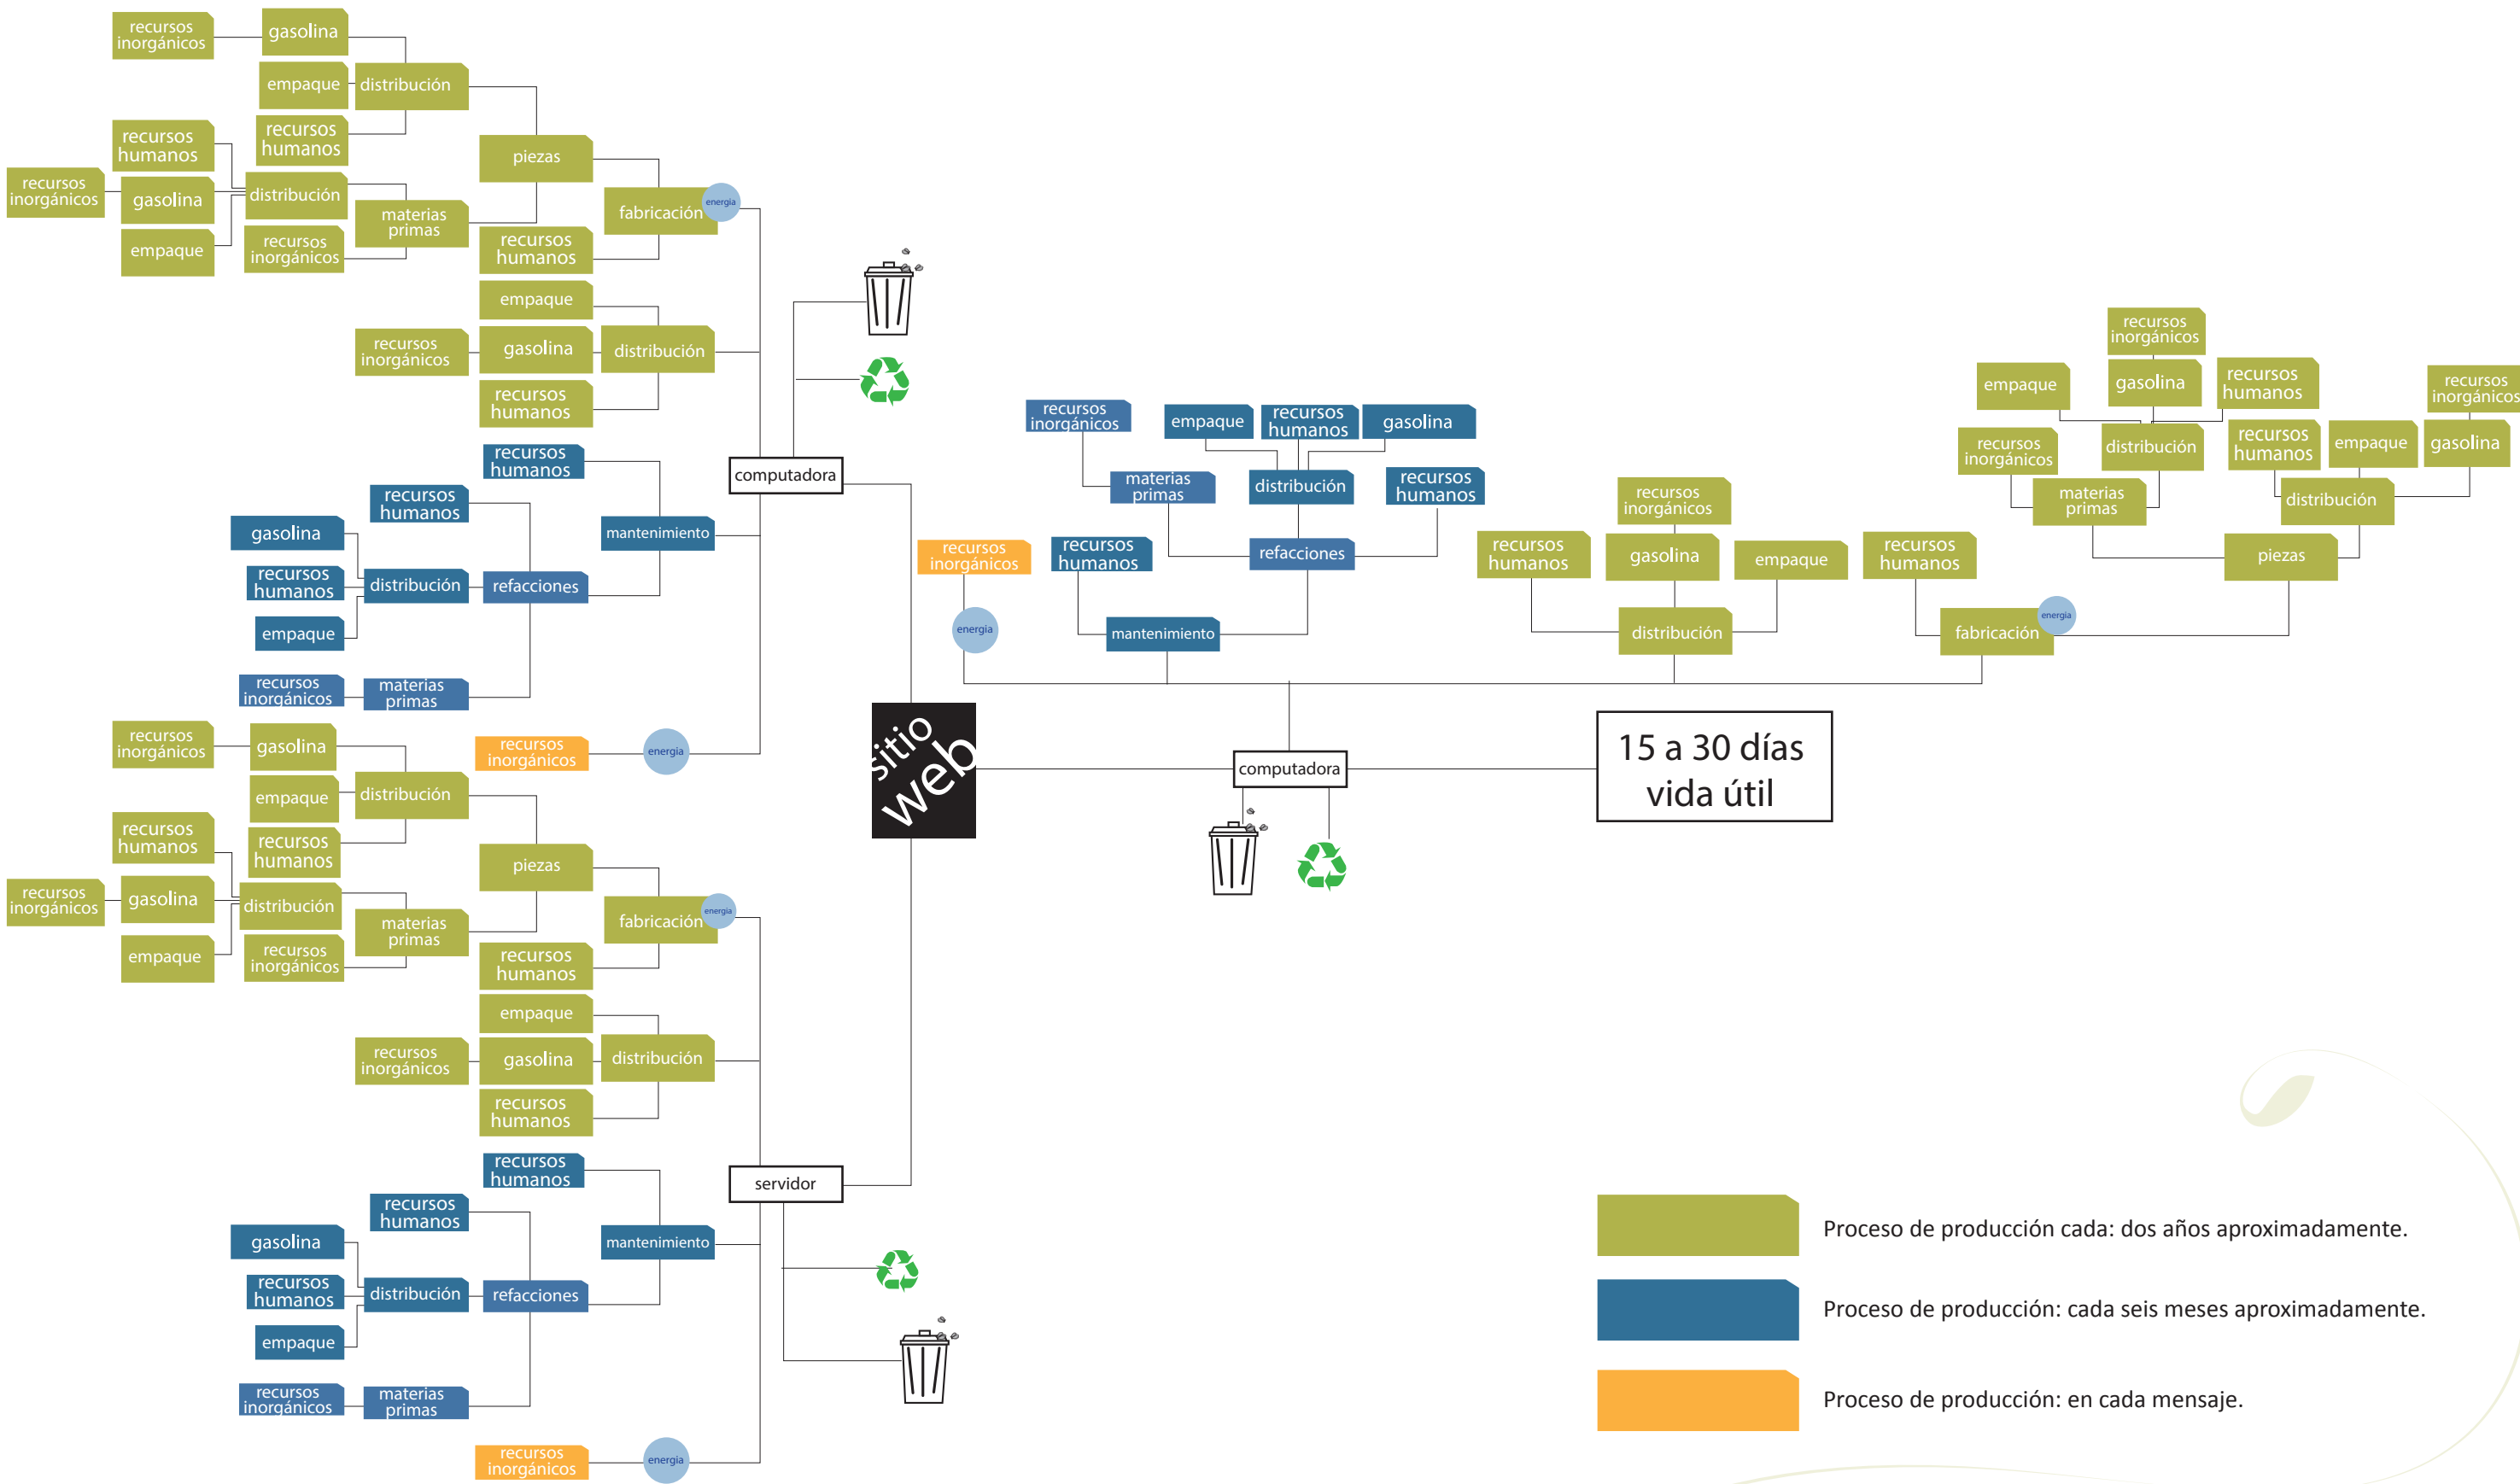 recursos
inorgánicos
gasolina
empaque
distribución
recursos
humanos
recursos
humanos
piezas
recursos
inorgánicos
gasolina
distribución
materias
primas
fabricación
energia
empaque
recursos
inorgánicos
recursos
humanos
empaque
recursos
inorgánicos
gasolina
distribución
recursos
humanos
recursos
humanos
computadora
recursos
humanos
gasolina
mantenimiento
recursos
humanos
distribución
refacciones
empaque
recursos
inorgánicos
materias
primas
recursos
inorgánicos
energia
recursos
inorgánicos
gasolina
empaque
distribución
recursos
humanos
recursos
humanos
piezas
recursos
inorgánicos
gasolina
distribución
materias
primas
fabricación
energia
empaque
recursos
inorgánicos
recursos
humanos
empaque
recursos
inorgánicos
gasolina
distribución
recursos
humanos
recursos
humanos
servidor
recursos
humanos
gasolina
mantenimiento
recursos
humanos
distribución
refacciones
empaque
recursos
inorgánicos
materias
primas
recursos
inorgánicos
energia
sitio
web
recursos
inorgánicos
empaque
recursos
humanos
gasolina
materias
primas
distribución
recursos
humanos
recursos
inorgánicos
recursos
humanos
refacciones
energia
mantenimiento
recursos
inorgánicos
recursos
humanos
gasolina
empaque
distribución
recursos
inorgánicos
empaque
gasolina
recursos
humanos
recursos
inorgánicos
recursos
inorgánicos
distribución
recursos
humanos
empaque
gasolina
materias
primas
distribución
recursos
humanos
piezas
fabricación
energia
computadora
15 a 30 días
vida útil
Proceso de producción cada: dos años aproximadamente.
Proceso de producción: cada seis meses aproximadamente.
Proceso de producción: en cada mensaje.